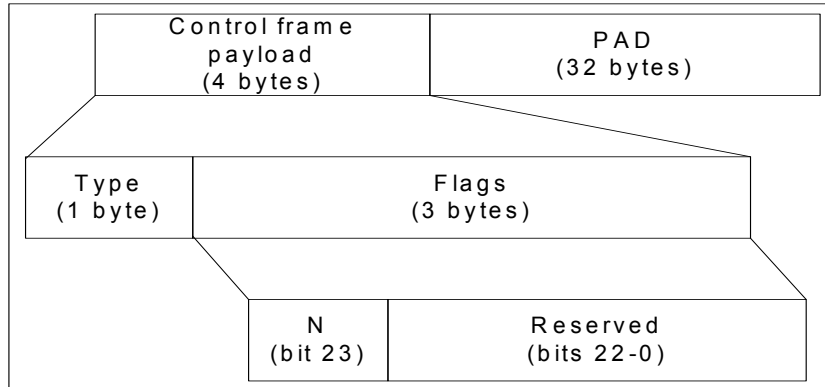 Control frame
payload
(4 bytes)
PAD
(32 bytes)
Type
(1 byte)
Flags
(3 bytes)
N
(bit 23)
Reserved
(bits 22-0)